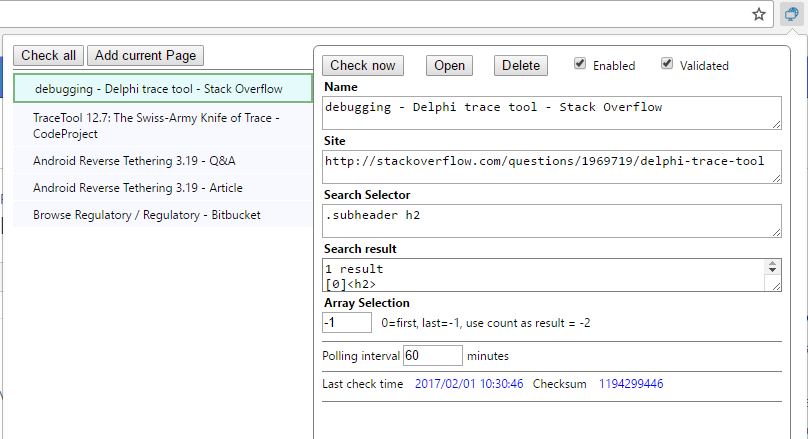 Check all Add current Page
debugging - Delphi trace tool - Stack Overflow
TraceTool 12.7: The Swiss-Army Knife of Trace -
CodeProject
Android Reverse Tethering 3.19 - Q&A
Android Reverse Tethering 3.19 - Article
Browse Regulatory / Regulatory - Bitbucket
Check now Open Delete Enabled Validated
Name
debugging - Delphi trace tool - Stack Overflow
Site
http://stackoverflow.com/questions/1969719/delphi-trace-tool
Search Selector
.subheader h2
Search result
1 result
[0]<h2>
Array Selection
-1 0=first, last=-1, use count as result = -2
Polling interval 60 minutes
Last check time 2017/02/01 10:30:46 Checksum 1194299446